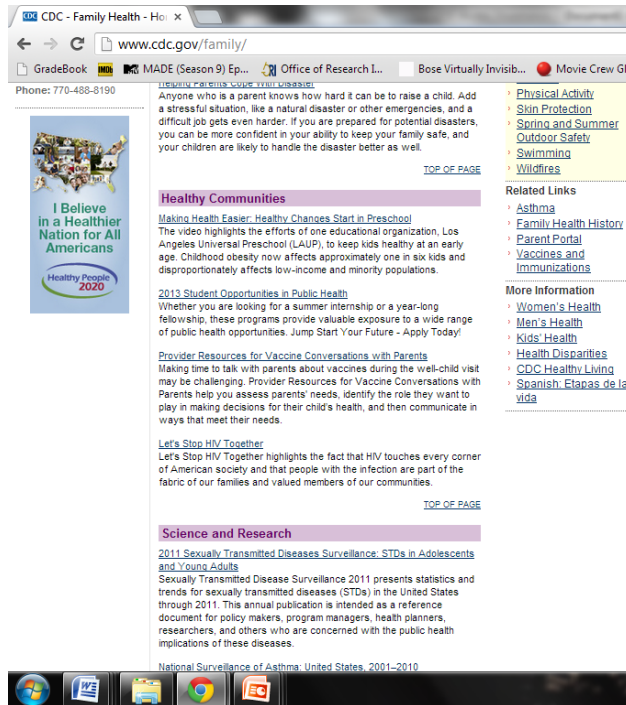 CDC - Family Health - Ho
www.cdc.gov/family/
GradeBook
IMDb
MADE (Season 9) Ep...
Office of Research I...
Bose Virtually Invisib...
Movie Crew
Phone: 770-488-8190
I Believe
in a Healthier
Nation for All
Americans
Healthy People
2020
Helping Parents Cope With Disaster
Anyone who is a parent knows how hard it can be to raise a child. Add
a stressful situation, like a natural disaster or other emergencies, and a
difficult job gets even harder. If you are prepared for potential disasters,
you can be more confident in your ability to keep your family safe, and
your children are likely to handle the disaster better as well.
TOP OF PAGE
Healthy Communities
Making Health Easier: Healthy Changes Start in Preschool
The video highlights the efforts of one educational organization, Los
Angeles Universal Preschool (LAUP), to keep kids healthy at an early
age. Childhood obesity now affects approximately one in six kids and
disproportionately affects low-income and minority populations.
2013 Student Opportunities in Public Health
Whether you are looking for a summer internship or a year-long
fellowship, these programs provide valuable exposure to a wide range
of public health opportunities. Jump Start Your Future - Apply Today!
Provider Resources for Vaccine Conversations with Parents
Making time to talk with parents about vaccines during the well-child visit
may be challenging. Provider Resources for Vaccine Conversations with
Parents help you assess parents' needs, identify the role they want to
play in making decisions for their child's health, and then communicate in
ways that meet their needs.
Let's Stop HIV Together
Let's Stop HIV Together highlights the fact that HIV touches every corner
of American society and that people with the infection are part of the
fabric of our families and valued members of our communities.
TOP OF PAGE
Science and Research
2011 Sexually Transmitted Diseases Surveillance: STDs in Adolescents
and Young Adults
Sexually Transmitted Disease Surveillance 2011 presents statistics and
trends for sexually transmitted diseases (STDs) in the United States
through 2011. This annual publication is intended as a reference
document for policy makers, program managers, health planners,
researchers, and others who are concerned with the public health
implications of these diseases.
National Surveillance of Asthma: United States, 2001–2010
Physical Activity
Skin Protection
Spring and Summer
Outdoor Safety
Swimming
Wildfires
Related Links
Asthma
Family Health History
Parent Portal
Vaccines and
Immunizations
More Information
Women's Health
Men's Health
Kids' Health
Health Disparities
CDC Healthy Living
Spanish: Etapas de la
vida